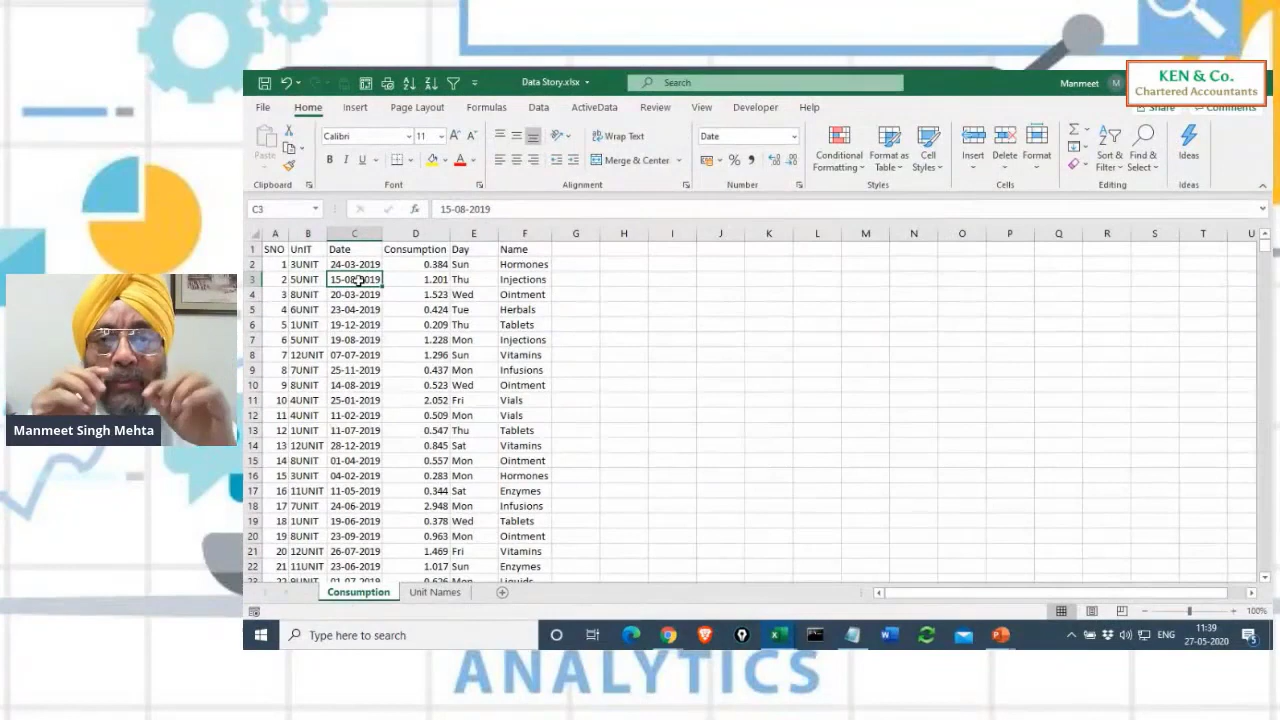 KEN & Co.
Chartered Accountants
Data Story.xlsx
Search
Manmeet
M
File Home Insert Page Layout Formulas Data ActiveData Review View Developer Help
Share Comments
Paste
Calibri 11
B I U
Wrap Text
Merge & Center
Date
Conditional Formatting
Format as Table
Cell Styles
Insert Delete Format
Sort & Filter
Find & Select
Ideas
Clipboard Font Alignment Number Styles Cells Editing Ideas
C3 fx 15-08-2019
A B C D E F G H I J K L M N O P Q R S T U
1 SNO UnIT Date Consumption Day Name
2 1 3UNIT 24-03-2019 0.384 Sun Hormones
3 2 5UNIT 15-08-2019 1.201 Thu Injections
4 3 8UNIT 20-03-2019 1.523 Wed Ointment
5 4 6UNIT 23-04-2019 0.424 Tue Herbals
6 5 1UNIT 19-12-2019 0.209 Thu Tablets
7 6 5UNIT 19-08-2019 1.228 Mon Injections
8 7 12UNIT 07-07-2019 1.296 Sun Vitamins
9 8 7UNIT 25-11-2019 0.437 Mon Infusions
10 9 8UNIT 14-08-2019 0.523 Wed Ointment
11 10 4UNIT 25-01-2019 2.052 Fri Vials
12 11 4UNIT 11-02-2019 0.509 Mon Vials
13 12 1UNIT 11-07-2019 0.547 Thu Tablets
14 13 12UNIT 28-12-2019 0.845 Sat Vitamins
15 14 8UNIT 01-04-2019 0.557 Mon Ointment
16 15 3UNIT 04-02-2019 0.283 Mon Hormones
17 16 11UNIT 11-05-2019 0.344 Sat Enzymes
18 17 7UNIT 24-06-2019 2.948 Mon Infusions
19 18 1UNIT 19-06-2019 0.378 Wed Tablets
20 19 8UNIT 23-09-2019 0.963 Mon Ointment
21 20 12UNIT 26-07-2019 1.469 Fri Vitamins
22 21 11UNIT 23-06-2019 1.017 Sun Enzymes
23 22 9UNIT 01-07-2019 0.626 Mon Liquids
Manmeet Singh Mehta
Consumption Unit Names
100%
Type here to search
ENG
11:39
27-05-2020
ANALYTICS